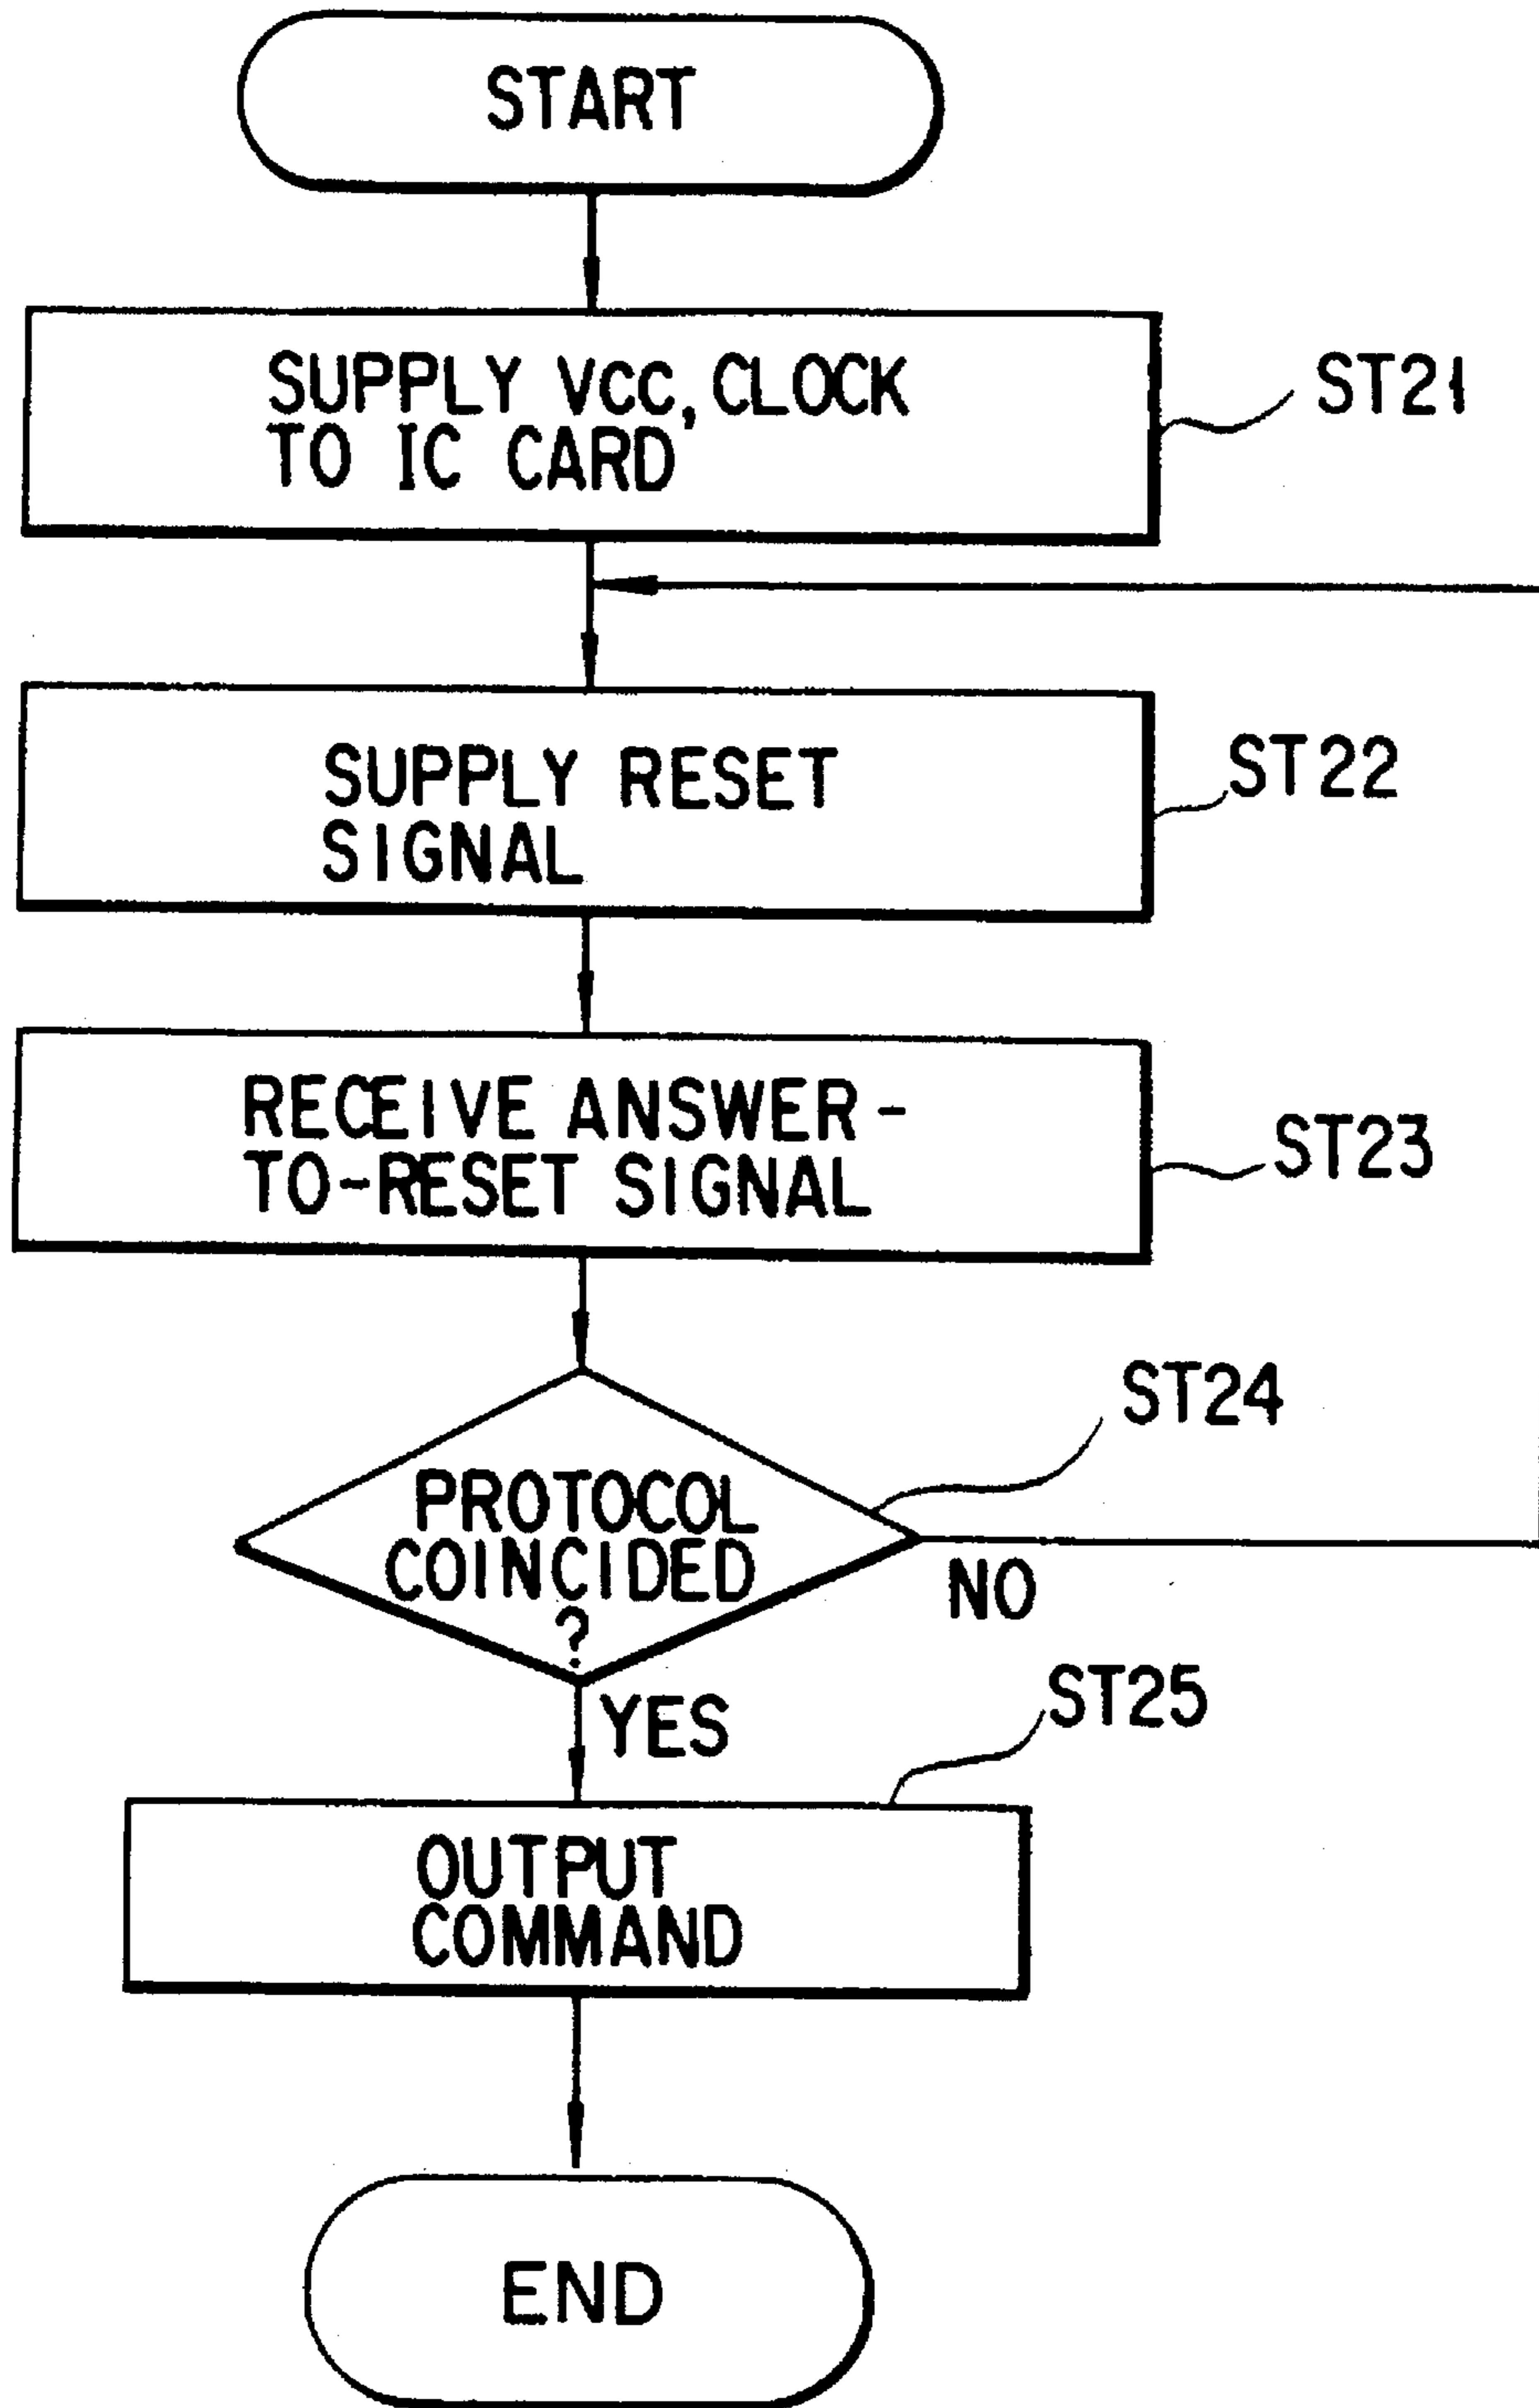 START
SUPPLY VCC, CLOCK
TO IC CARD
ST21
SUPPLY RESET
SIGNAL
ST22
RECEIVE ANSWER-
TO-RESET SIGNAL
ST23
PROTOCOL
COINCIDED
?
ST24
NO
YES
ST25
OUTPUT
COMMAND
END